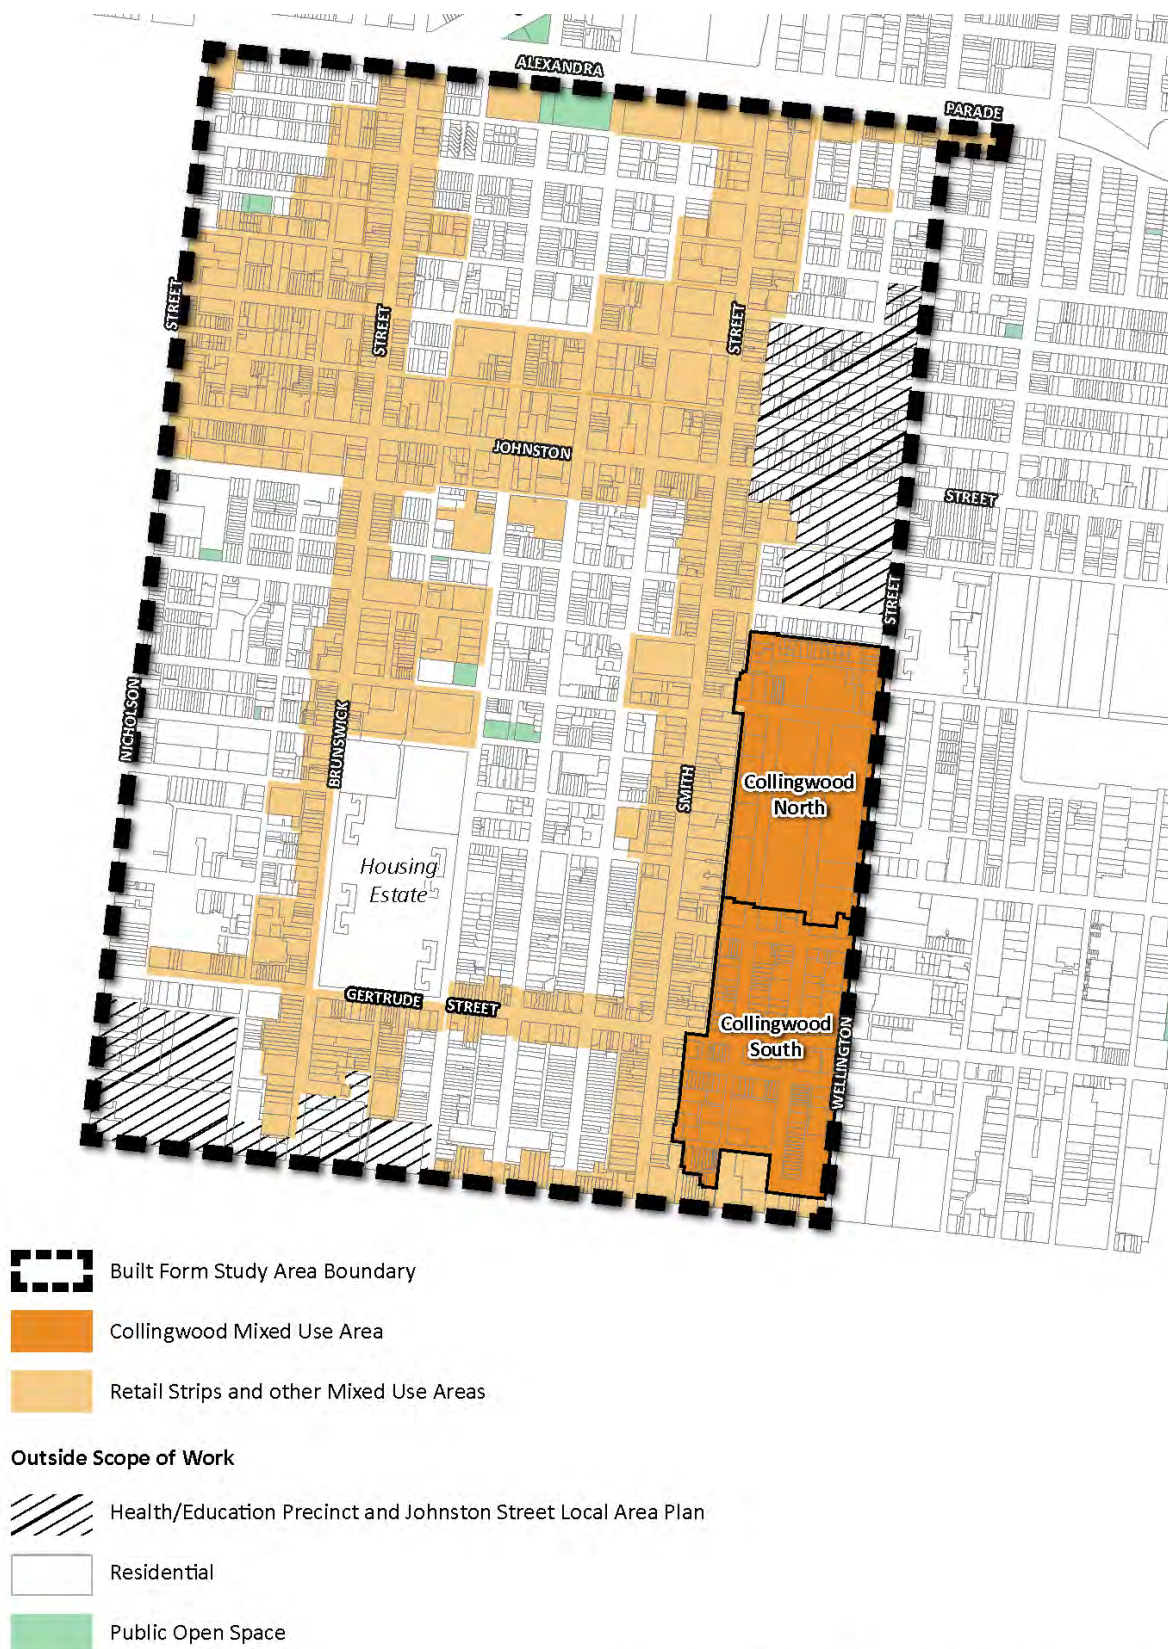 ALEXANDRA
PARADE
STREET
STREET
STREET
JOHNSTON
STREET
STREET
NICHOLSON
BRUNSWICK
SMITH
Collingwood
North
Housing
Estate
GERTRUDE STREET
Collingwood
South
WELLINGTON
Built Form Study Area Boundary
Collingwood Mixed Use Area
Retail Strips and other Mixed Use Areas
Outside Scope of Work
Health/Education Precinct and Johnston Street Local Area Plan
Residential
Public Open Space